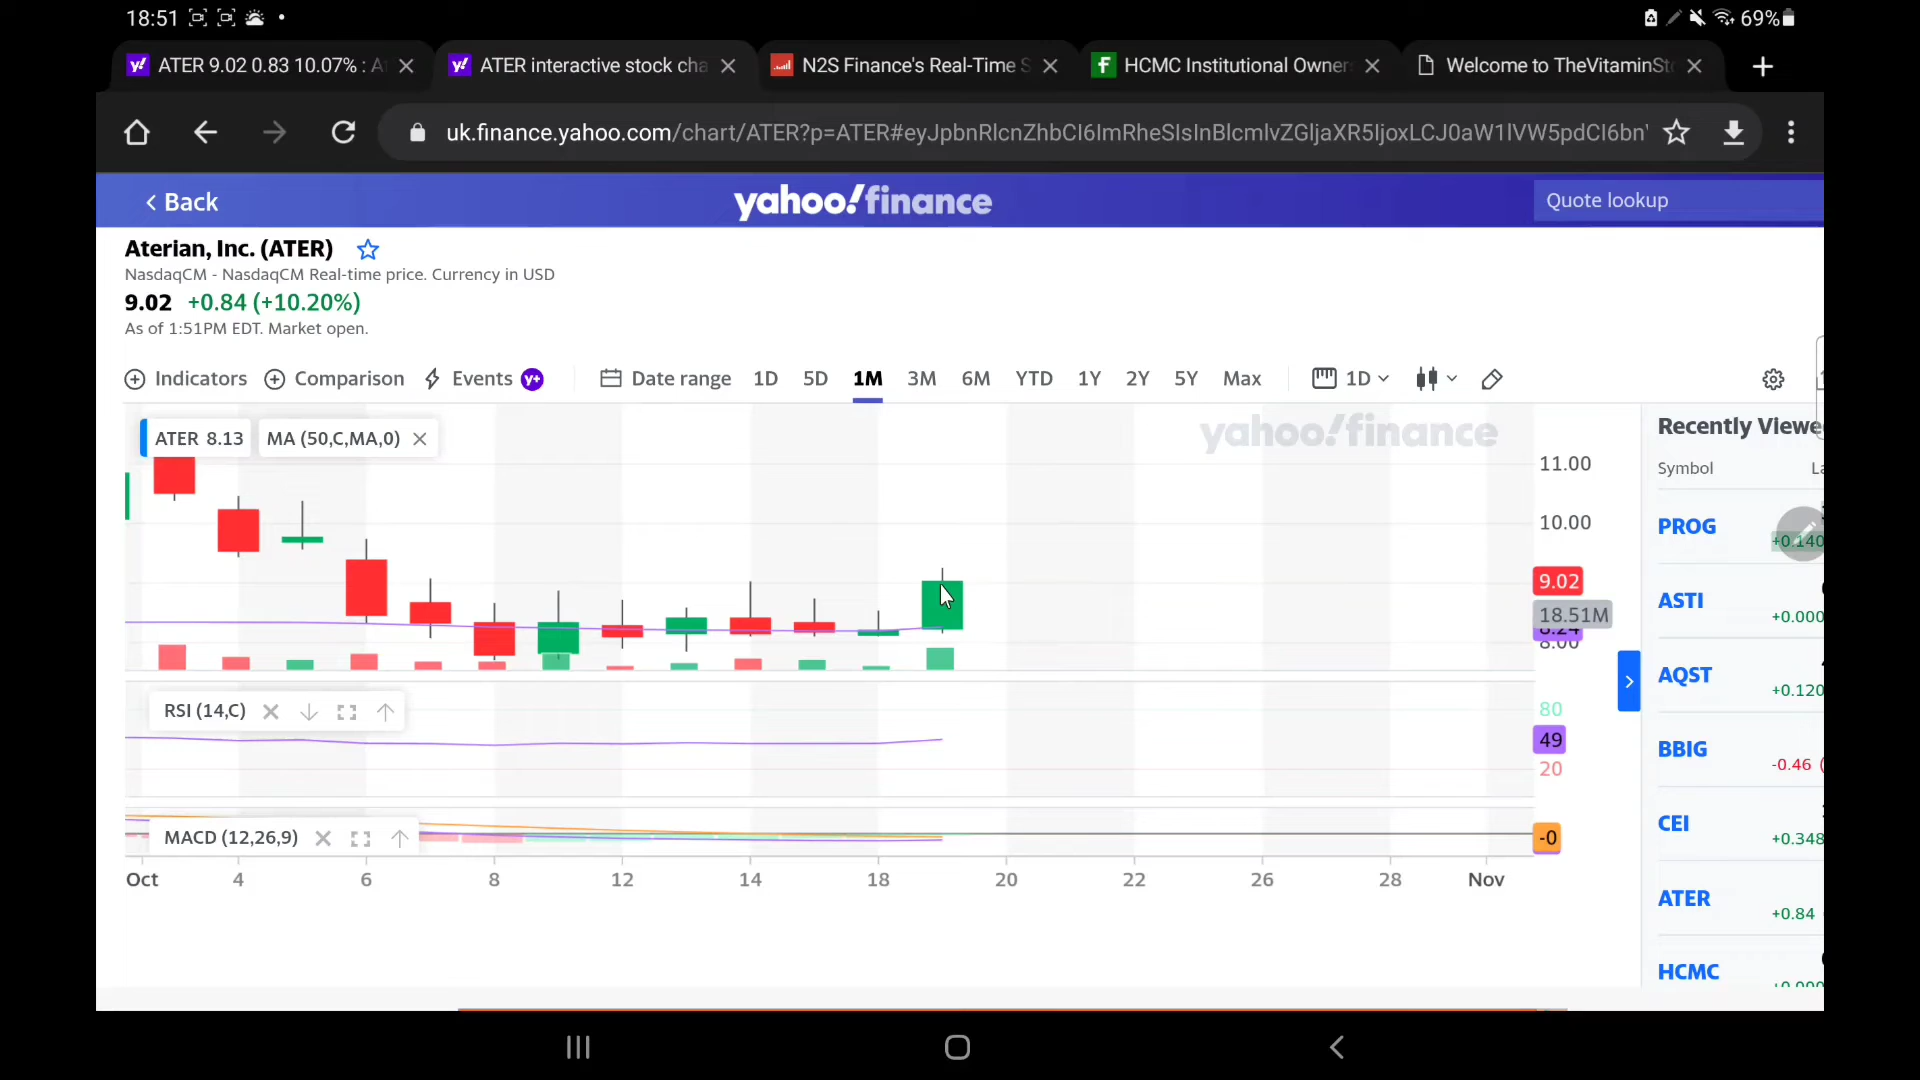 18:51
69%
ATER 9.02 0.83 10.07% : A
ATER interactive stock cha
N2S Finance's Real-Time S
HCMC Institutional Owner
Welcome to TheVitaminSt
uk.finance.yahoo.com/chart/ATER?p=ATER#eyJpbnRlcnZhbCI6ImRheSIsInBlcmlvZGljaXR5IjoxLCJ0aW1lVW5pdCI6bn
Back
yahoo!finance
Quote lookup
Aterian, Inc. (ATER)
NasdaqCM - NasdaqCM Real-time price. Currency in USD
9.02 +0.84 (+10.20%)
As of 1:51PM EDT. Market open.
Indicators Comparison Events y+ Date range 1D 5D 1M 3M 6M YTD 1Y 2Y 5Y Max 1D
ATER 8.13 MA (50,C,MA,0)
yahoo!finance
11.00
10.00
9.02
18.51M
8.24
8.00
RSI (14,C)
80
49
20
MACD (12,26,9)
-0
Oct 4 6 8 12 14 18 20 22 26 28 Nov
Recently Viewe
Symbol
PROG
+0.140
ASTI
+0.000
AQST
+0.120
BBIG
-0.46 (
CEI
+0.348
ATER
+0.84
HCMC